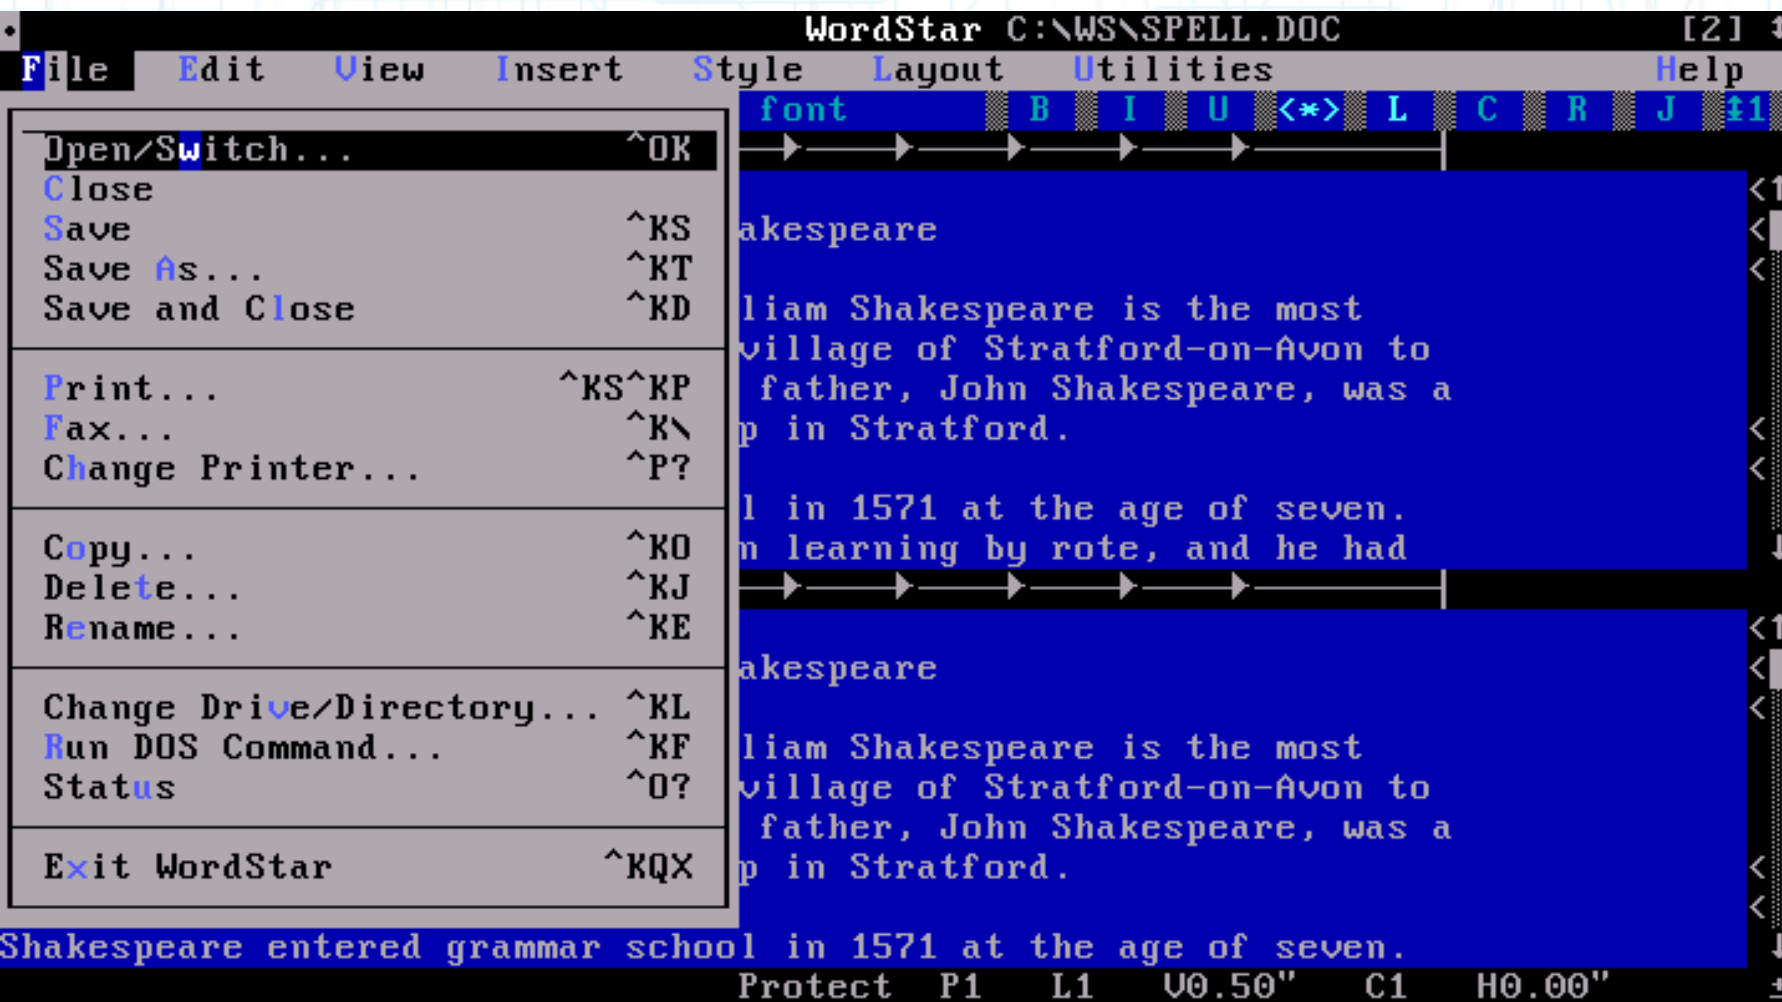 WordStar C:\WS\SPELL.DOC [2]
File Edit View Insert Style Layout Utilities Help
font B I U <*> L C R J 1
Open/Switch... ^OK
Close
Save ^KS
Save As... ^KT
Save and Close ^KD
Print... ^KS^KP
Fax... ^K\
Change Printer... ^P?
Copy... ^KO
Delete... ^KJ
Rename... ^KE
Change Drive/Directory... ^KL
Run DOS Command... ^KF
Status ^O?
Exit WordStar ^KQX
akespeare
liam Shakespeare is the most
village of Stratford-on-Avon to
father, John Shakespeare, was a
p in Stratford.
l in 1571 at the age of seven.
n learning by rote, and he had
akespeare
liam Shakespeare is the most
village of Stratford-on-Avon to
father, John Shakespeare, was a
p in Stratford.
Shakespeare entered grammar school in 1571 at the age of seven.
Protect P1 L1 V0.50" C1 H0.00"